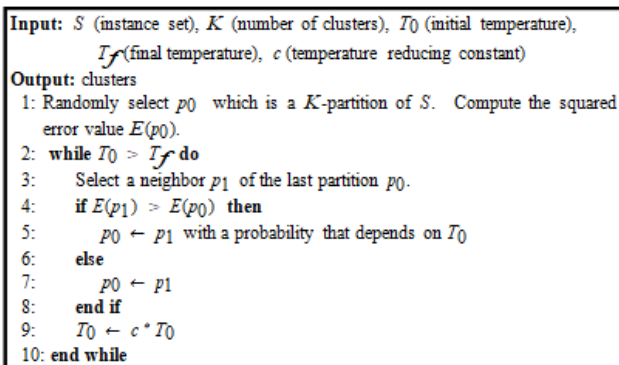 Input: S (instance set), K (number of clusters), T0 (initial temperature),
Tf (final temperature), c (temperature reducing constant)
Output: clusters
1: Randomly select p0 which is a K-partition of S. Compute the squared
error value E(p0).
2: while T0 > Tf do
3: Select a neighbor p1 of the last partition p0.
4: if E(p1) > E(p0) then
5: p0 ← p1 with a probability that depends on T0
6: else
7: p0 ← p1
8: end if
9: T0 ← c * T0
10: end while